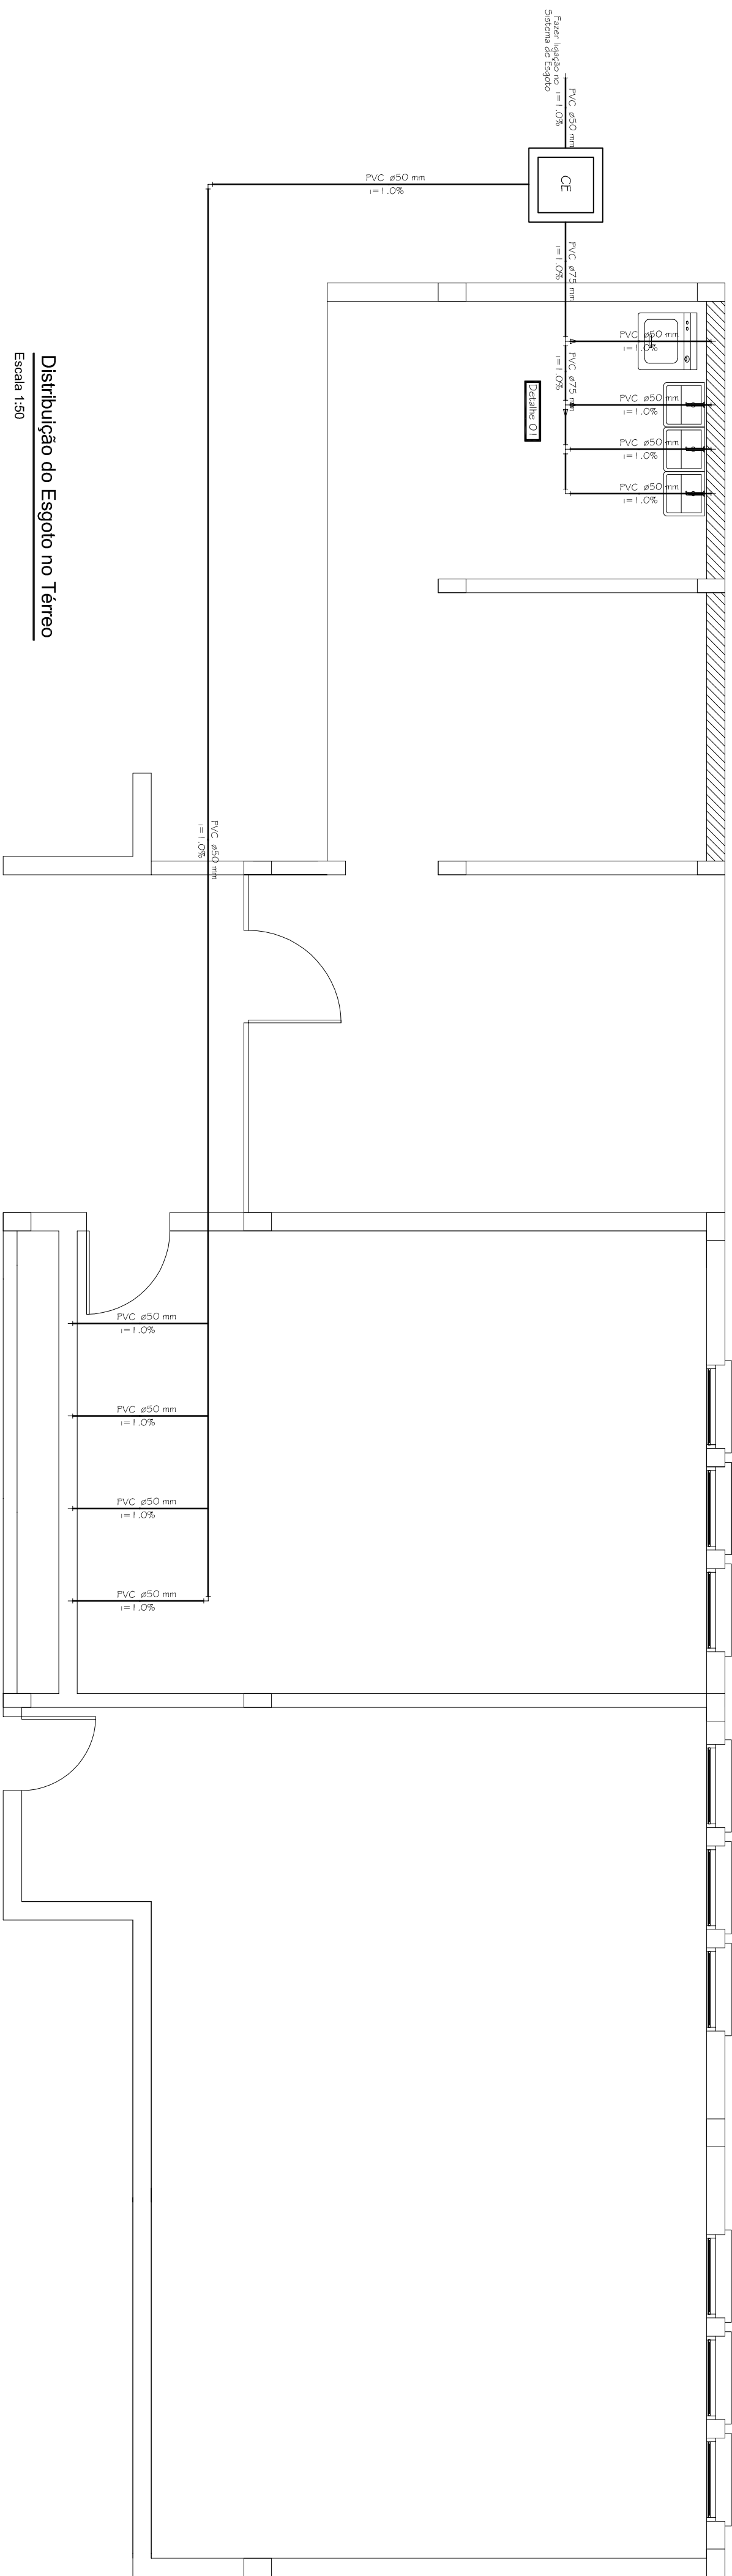 Fazer ligação no
Sistema de Esgoto
PVC ø50 mm
i=1.0%
CE
PVC ø50 mm
i=1.0%
PVC ø75 mm
i=1.0%
PVC ø50 mm
i=1.0%
PVC ø75 mm
i=1.0%
PVC ø50 mm
i=1.0%
PVC ø50 mm
i=1.0%
PVC ø50 mm
i=1.0%
Detalhe 01
Distribuição do Esgoto no Térreo
Escala 1:50
PVC ø50 mm
i=1.0%
PVC ø50 mm
i=1.0%
PVC ø50 mm
i=1.0%
PVC ø50 mm
i=1.0%
PVC ø50 mm
i=1.0%